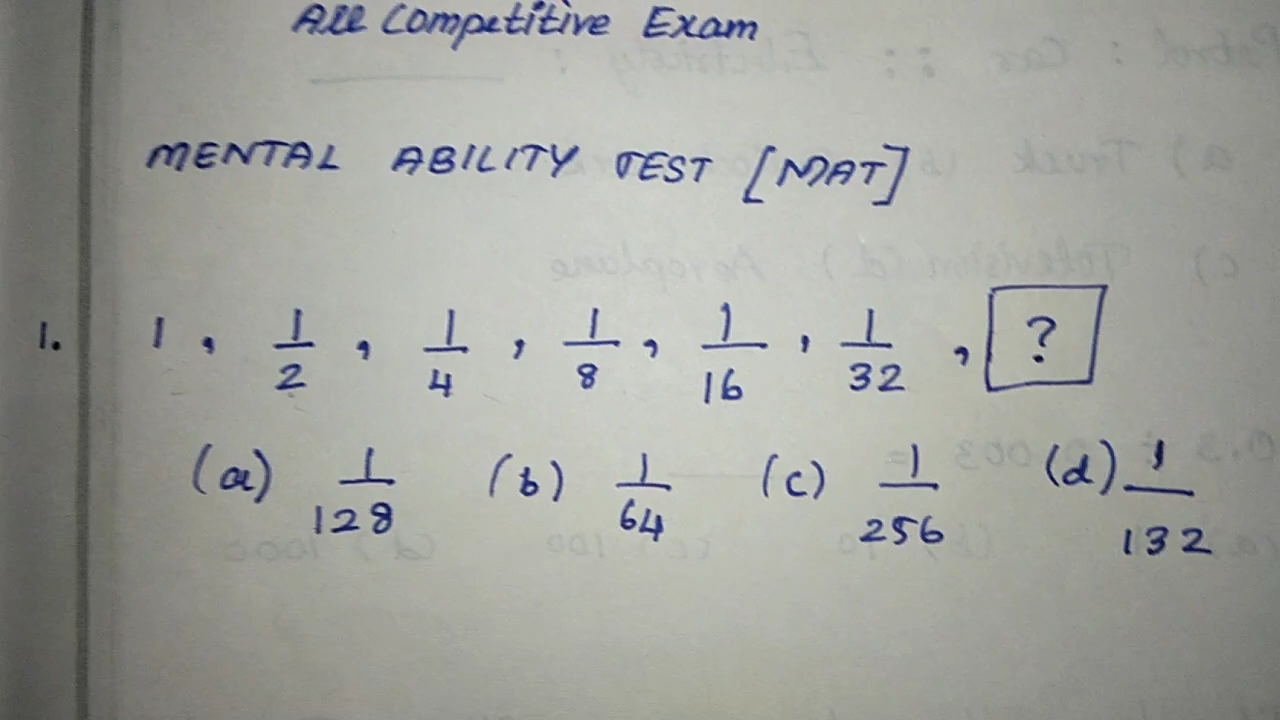 All Competitive Exam
MENTAL ABILITY TEST [MAT]
1. 1, 1/2, 1/4, 1/8, 1/16, 1/32, ?
(a) 1/128 (b) 1/64 (c) 1/256 (d) 1/132